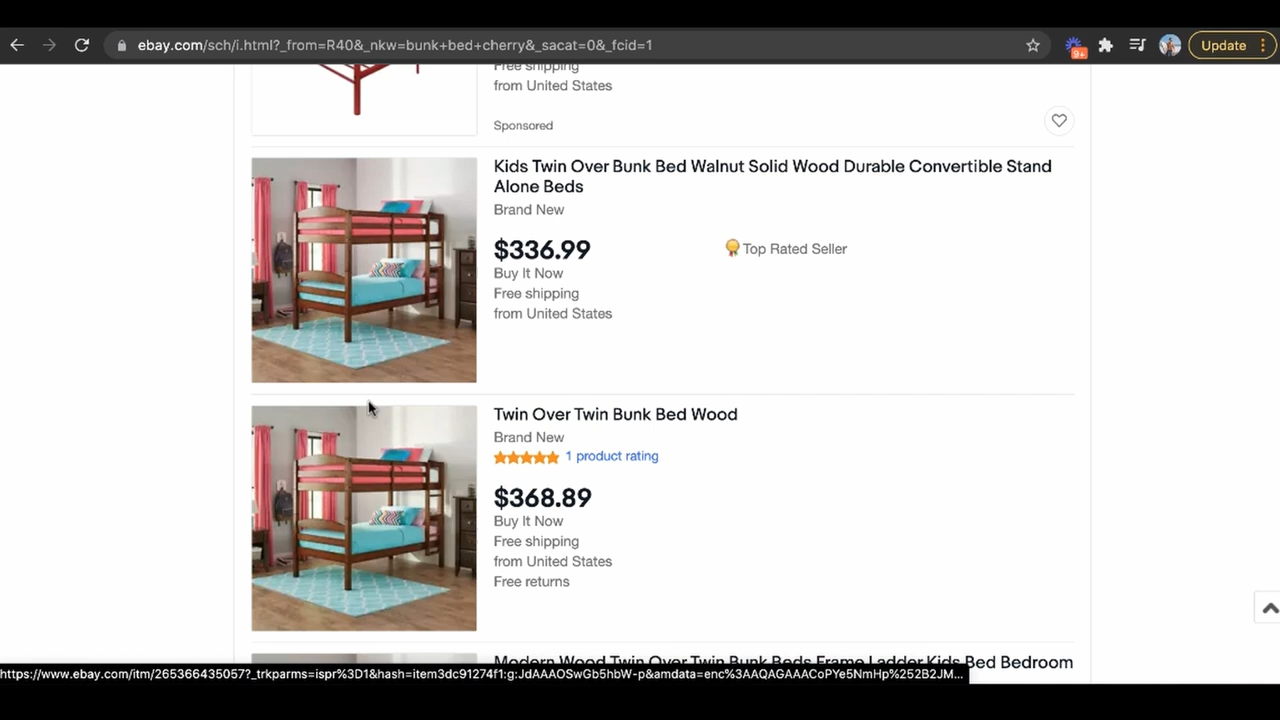 ebay.com/sch/i.html?_from=R40&_nkw=bunk+bed+cherry&_sacat=0&_fcid=1
9+
Update
Free shipping
from United States
Sponsored
Kids Twin Over Bunk Bed Walnut Solid Wood Durable Convertible Stand
Alone Beds
Brand New
$336.99
Top Rated Seller
Buy It Now
Free shipping
from United States
Twin Over Twin Bunk Bed Wood
Brand New
1 product rating
$368.89
Buy It Now
Free shipping
from United States
Free returns
Modern Wood Twin Over Twin Bunk Beds Frame Ladder Kids Bed Bedroom
https://www.ebay.com/itm/265366435057?_trkparms=ispr%3D1&hash=item3dc91274f1:g:JdAAAOSwGb5hbW-p&amdata=enc%3AAQAGAAACoPYe5NmHp%252B2JM...